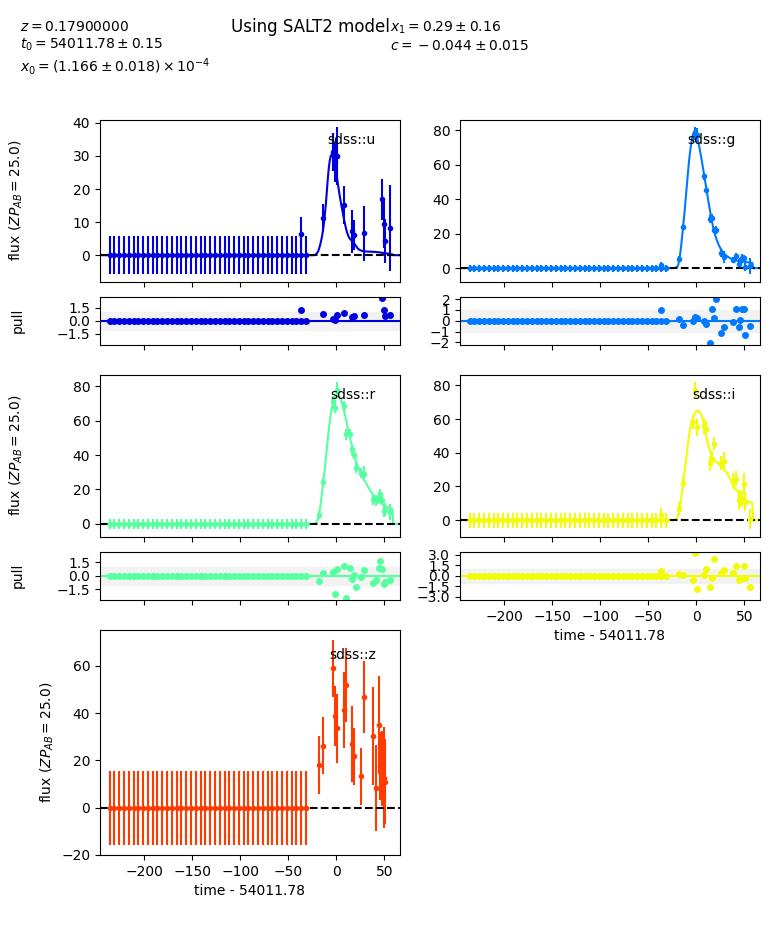 z = 0.17900000
t₀ = 54011.78 ± 0.15
x₀ = (1.166 ± 0.018) × 10⁻⁴
Using SALT2 model
x₁ = 0.29 ± 0.16
c = −0.044 ± 0.015
flux (ZP_AB = 25.0)
40
30
20
10
0
sdss::u
80
60
40
20
0
sdss::g
pull
1.5
0.0
−1.5
2
1
0
−1
−2
flux (ZP_AB = 25.0)
80
60
40
20
0
sdss::r
80
60
40
20
0
sdss::i
pull
1.5
0.0
−1.5
3.0
1.5
0.0
−1.5
−3.0
−200 −150 −100 −50 0 50
time - 54011.78
flux (ZP_AB = 25.0)
60
40
20
0
−20
sdss::z
−200 −150 −100 −50 0 50
time - 54011.78